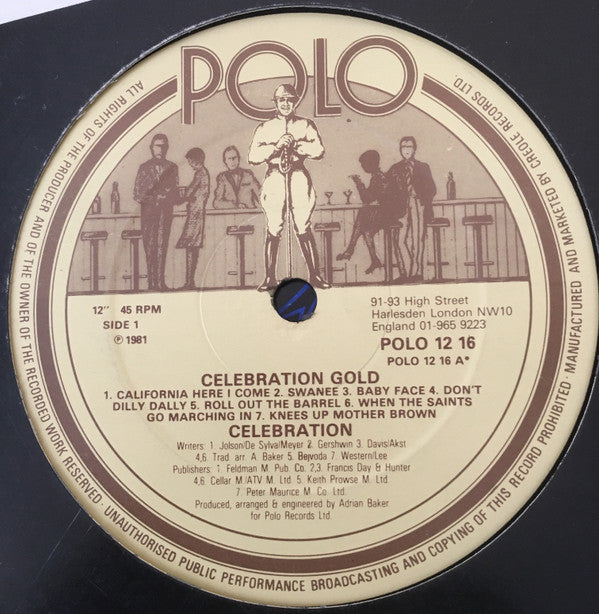 POLO
ALL RIGHTS OF THE PRODUCER AND OF THE OWNER OF THE RECORDED WORK RESERVED · UNAUTHORISED PUBLIC PERFORMANCE BROADCASTING AND COPYING OF THIS RECORD PROHIBITED · MANUFACTURED AND MARKETED BY CREOLE RECORDS LTD.
12" 45 RPM
SIDE 1
℗ 1981
91-93 High Street
Harlesden London NW10
England 01-965 9223
POLO 12 16
POLO 12 16 A*
CELEBRATION GOLD
1. CALIFORNIA HERE I COME 2. SWANEE 3. BABY FACE 4. DON'T
DILLY DALLY 5. ROLL OUT THE BARREL 6. WHEN THE SAINTS
GO MARCHING IN 7. KNEES UP MOTHER BROWN
CELEBRATION
Writers: 1. Jolson/De Sylva/Meyer 2. Gershwin 3. Davis/Akst
4,6 Trad. arr. A Baker 5. Bejvoda 7. Western/Lee
Publishers: 1. Feldman M. Pub. Co. 2,3. Francis Day & Hunter
4,6. Cellar M/ATV M. Ltd 5. Keith Prowse M. Ltd.
7. Peter Maurice M. Co. Ltd.
Produced, arranged & engineered by Adrian Baker
for Polo Records Ltd.